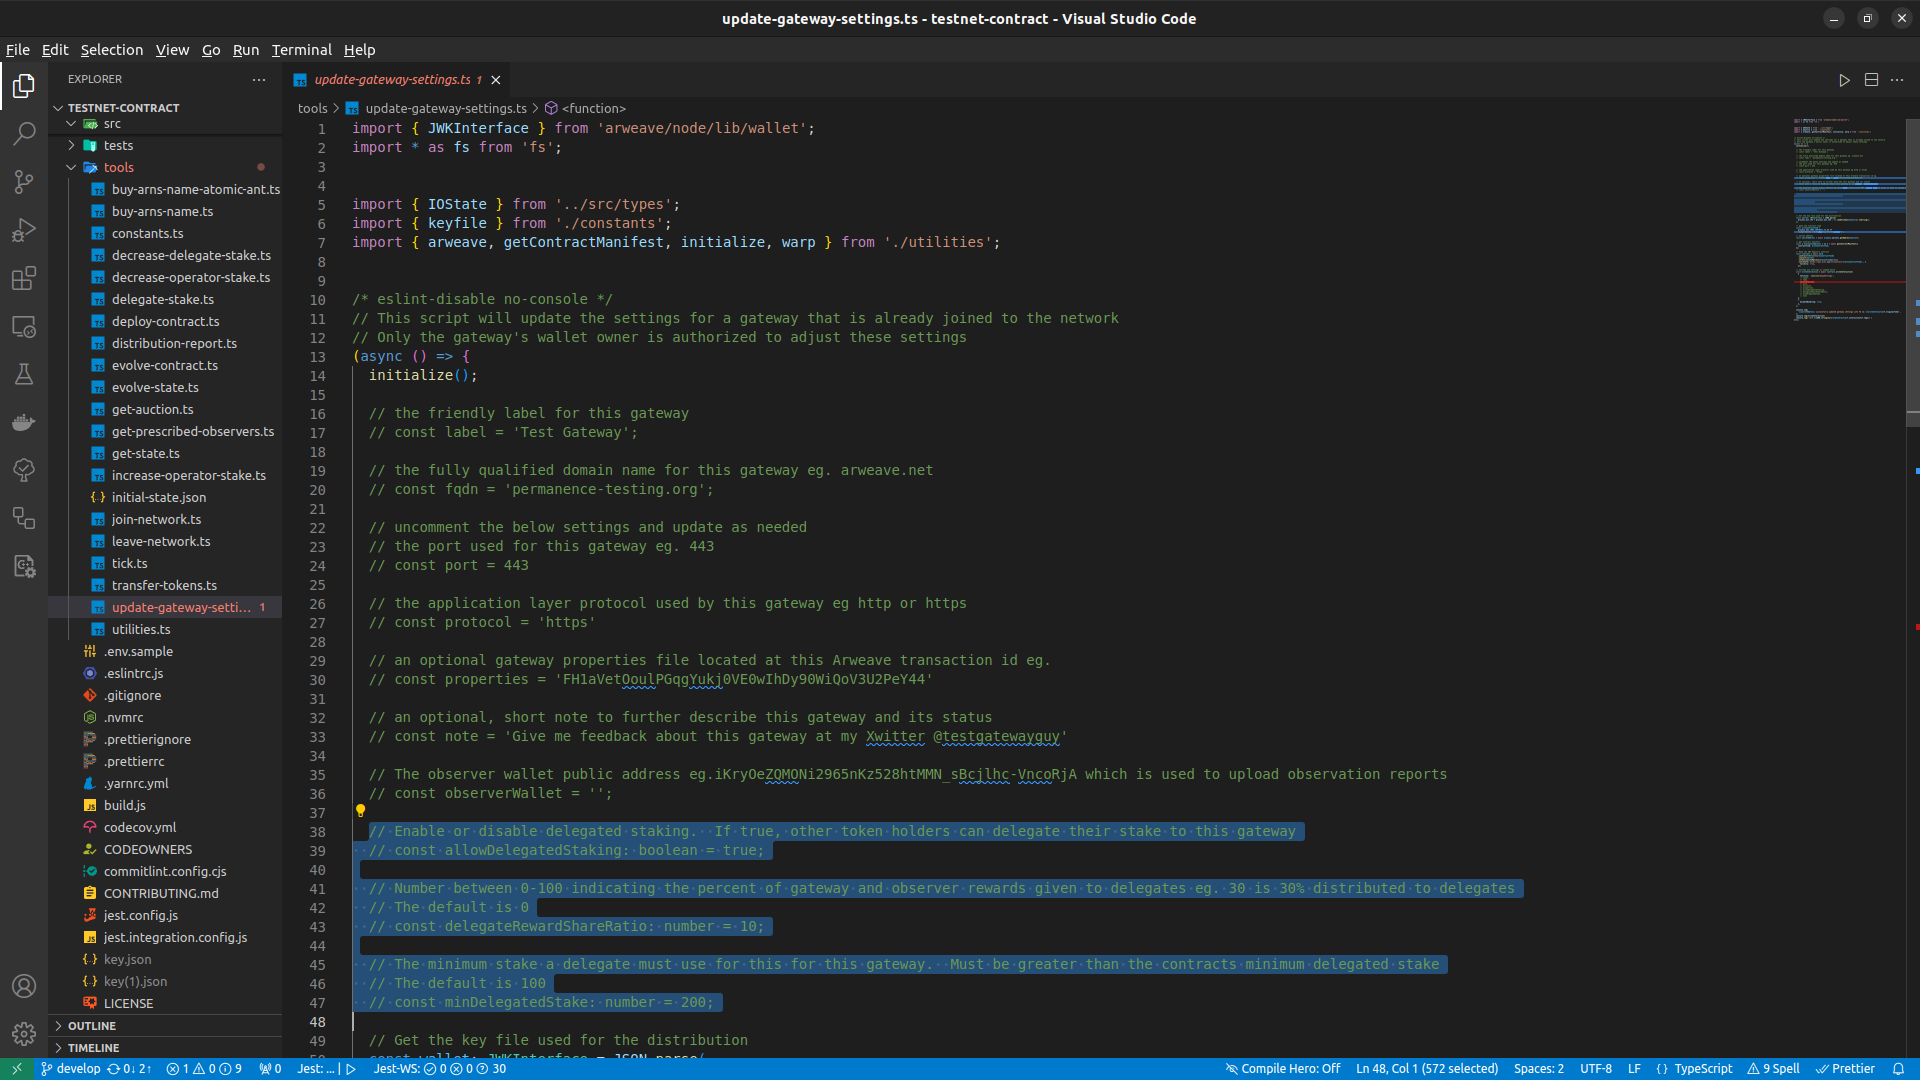 update-gateway-settings.ts - testnet-contract - Visual Studio Code
File Edit Selection View Go Run Terminal Help
EXPLORER
TESTNET-CONTRACT
src
tests
tools
buy-arns-name-atomic-ant.ts
buy-arns-name.ts
constants.ts
decrease-delegate-stake.ts
decrease-operator-stake.ts
delegate-stake.ts
deploy-contract.ts
distribution-report.ts
evolve-contract.ts
evolve-state.ts
get-auction.ts
get-prescribed-observers.ts
get-state.ts
increase-operator-stake.ts
initial-state.json
join-network.ts
leave-network.ts
tick.ts
transfer-tokens.ts
update-gateway-setti... 1
utilities.ts
.env.sample
.eslintrc.js
.gitignore
.nvmrc
.prettierignore
.prettierrc
.yarnrc.yml
build.js
codecov.yml
CODEOWNERS
commitlint.config.cjs
CONTRIBUTING.md
jest.config.js
jest.integration.config.js
key.json
key(1).json
LICENSE
OUTLINE
TIMELINE
update-gateway-settings.ts 1
tools > update-gateway-settings.ts > <function>
1 import { JWKInterface } from 'arweave/node/lib/wallet';
2 import * as fs from 'fs';
3
4
5 import { IOState } from '../src/types';
6 import { keyfile } from './constants';
7 import { arweave, getContractManifest, initialize, warp } from './utilities';
8
9
10 /* eslint-disable no-console */
11 // This script will update the settings for a gateway that is already joined to the network
12 // Only the gateway's wallet owner is authorized to adjust these settings
13 (async () => {
14 initialize();
15
16 // the friendly label for this gateway
17 // const label = 'Test Gateway';
18
19 // the fully qualified domain name for this gateway eg. arweave.net
20 // const fqdn = 'permanence-testing.org';
21
22 // uncomment the below settings and update as needed
23 // the port used for this gateway eg. 443
24 // const port = 443
25
26 // the application layer protocol used by this gateway eg http or https
27 // const protocol = 'https'
28
29 // an optional gateway properties file located at this Arweave transaction id eg.
30 // const properties = 'FH1aVetOoulPGqgYukj0VE0wIhDy90WiQoV3U2PeY44'
31
32 // an optional, short note to further describe this gateway and its status
33 // const note = 'Give me feedback about this gateway at my Xwitter @testgatewayguy'
34
35 // The observer wallet public address eg.iKryOeZQMONi2965nKz528htMMN_sBcjlhc-VncoRjA which is used to upload observation reports
36 // const observerWallet = '';
37
38 // Enable or disable delegated staking. If true, other token holders can delegate their stake to this gateway
39 // const allowDelegatedStaking: boolean = true;
40
41 // Number between 0-100 indicating the percent of gateway and observer rewards given to delegates eg. 30 is 30% distributed to delegates
42 // The default is 0
43 // const delegateRewardShareRatio: number = 10;
44
45 // The minimum stake a delegate must use for this for this gateway. Must be greater than the contracts minimum delegated stake
46 // The default is 100
47 // const minDelegatedStake: number = 200;
48
49 // Get the key file used for the distribution
50 const wallet: JWKInterface = JSON.parse(
develop 0↓ 2↑ 1 0 9 0 Jest: ... | Jest-WS: 0 0 30 Compile Hero: Off Ln 48, Col 1 (572 selected) Spaces: 2 UTF-8 LF { } TypeScript 9 Spell Prettier